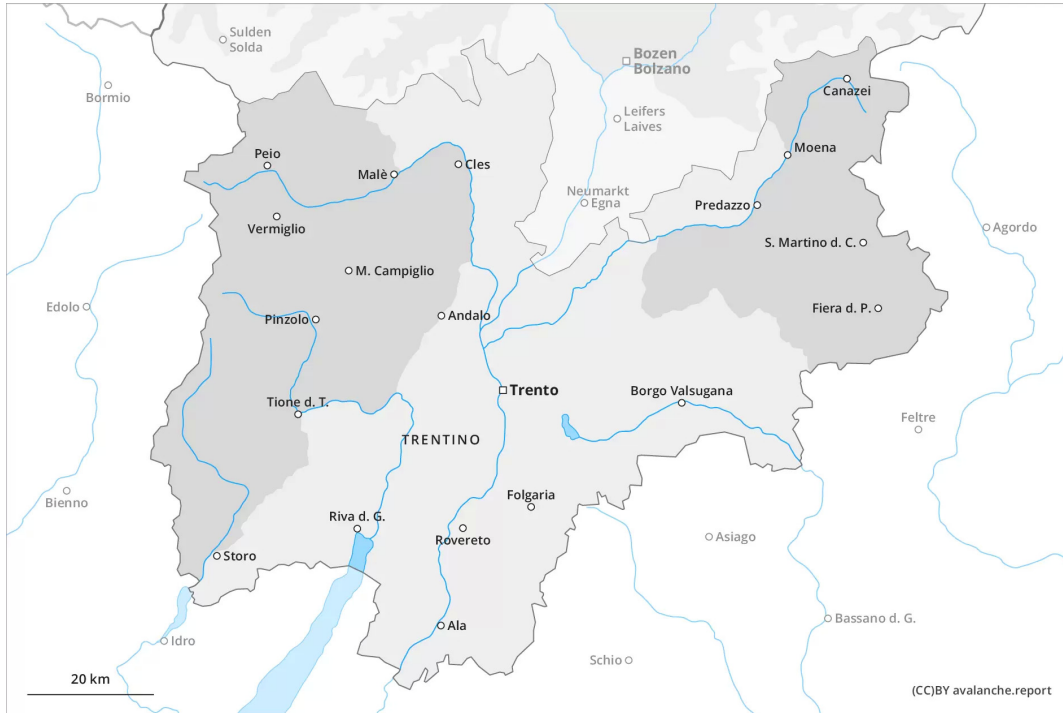 Sulden
Solda
Bozen
Bolzano
Bormio
Canazei
Leifers
Laives
Moena
Peio
Malè
Cles
Neumarkt
Egna
Predazzo
Vermiglio
Agordo
S. Martino d. C.
M. Campiglio
Edolo
Pinzolo
Andalo
Fiera d. P.
Trento
Borgo Valsugana
Tione d. T.
Feltre
TRENTINO
Bienno
Folgaria
Riva d. G.
Rovereto
Asiago
Storo
Bassano d. G.
Ala
Idro
Schio
20 km
(CC)BY avalanche.report